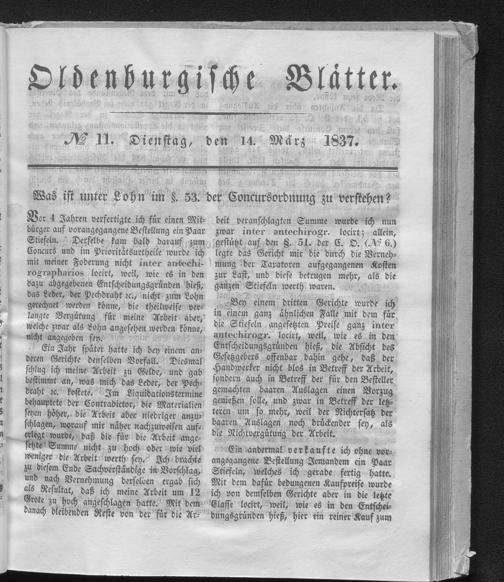 Oldenburgische Blätter.
№ 11. Dienstag, den 14. März 1837.
Was ist unter Lohn im §. 53. der Concursordnung zu verstehen?
Vor 4 Jahren verfertigte ich für einen Mit-
bürger auf vorangegangene Bestellung ein Paar
Stiefeln. Derselbe kam bald darauf zum
Concurs und im Prioritätsurtheile wurde ich
mit meiner Foderung nicht inter antochi-
rographarios locirt, weil, wie es in den
dazu abgegebenen Entscheidungsgründen hieß,
das Leder, der Pechdraht ꝛc., nicht zum Lohn
gerechnet werden könne, die theilweise ver-
langte Vergütung für meine Arbeit aber,
welche zwar als Lohn angesehen werden könne,
nicht angegeben sey.
Ein Jahr später hatte ich bey einem an-
deren Gerichte denselben Vorfall. Diesmal
schlug ich meine Arbeit zu Gelde, und gab
bestimmt an, was mich das Leder, der Pech-
draht ꝛc. kostete. Im Liquidationstermine
behauptete der Contradictor, die Materialien
seyen höher, die Arbeit aber niedriger anzu-
schlagen, worauf mir näher nachzuweisen auf-
erlegt wurde, daß die für die Arbeit ange-
setzte Summe nicht zu hoch oder wie viel
weniger die Arbeit werth sey. Ich brachte
zu diesem Ende Sachverständige in Vorschlag,
und nach Vernehmung derselben ergab sich
als Resultat, daß ich meine Arbeit um 12
Grote zu hoch angeschlagen hatte. Mit dem
danach bleibenden Reste von der für die Ar-
beit veranschlagten Summe wurde ich nun
zwar inter antochirogr. locirt; allein,
gestützt auf den §. 51. der C. O. (№ 6.)
legte das Gericht mir die durch die Verneh-
mung der Taratoren aufgegangenen Kosten
zur Last, und diese betrugen mehr, als die
ganzen Stiefeln werth waren.
Bey einem dritten Gerichte wurde ich
in einem ganz ähnlichen Falle mit dem für
die Stiefeln angesetzten Preise ganz inter
antochirogr. locirt, weil, wie es in den
Entscheidungsgründen hieß, die Absicht des
Gesetzgebers offenbar dahin gehe, daß der
Handwerker nicht blos in Betreff der Arbeit,
sondern auch in Betreff der für den Besteller
gemachten baaren Auslagen einen Vorzug
genießen solle, und zwar in Betreff der letz-
teren um so mehr, weil der Nichtersatz der
baaren Auslagen noch drückender sey, als
die Nichtvergütung der Arbeit.
Ein andermal verkaufte ich ohne vor-
angegangene Bestellung Jemandem ein Paar
Stiefeln, welches ich gerade fertig hatte.
Mit dem dafür bedungenen Kaufpreise wurde
ich von demselben Gerichte aber in die letzte
Classe locirt, weil, wie es in den Entschei-
dungsgründen hieß, hier ein reiner Kauf zum